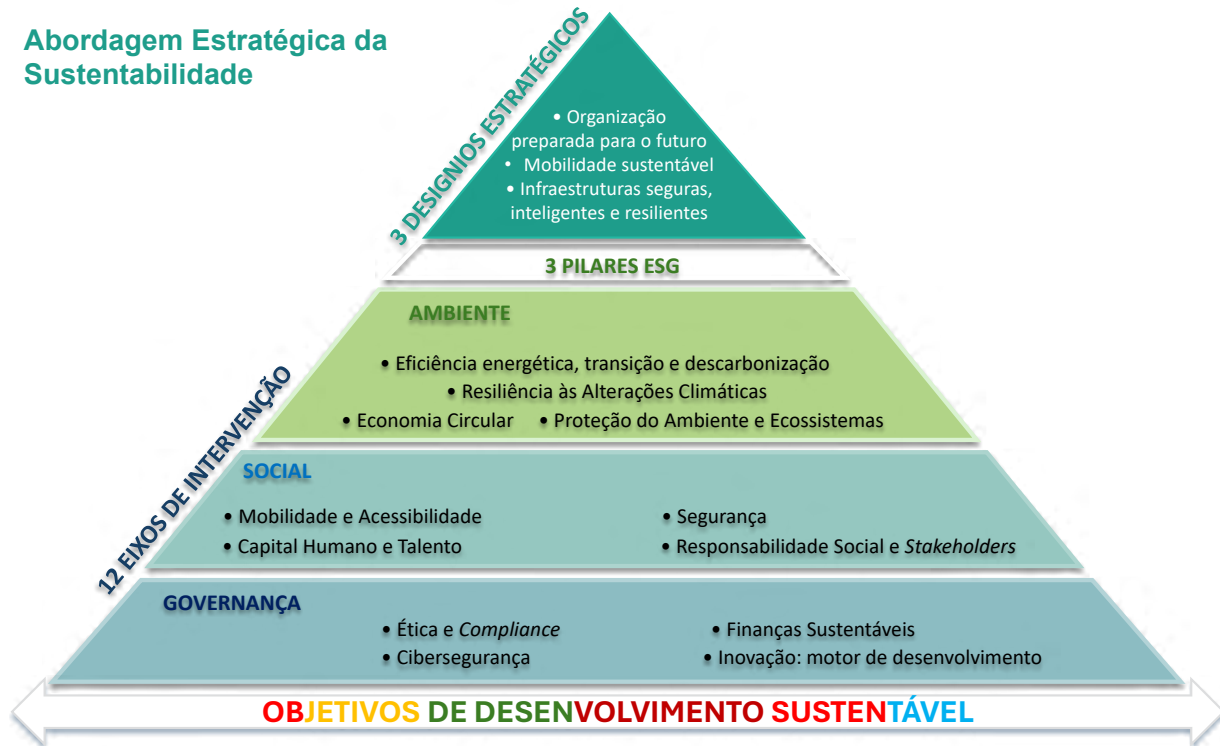 Abordagem Estratégica da
Sustentabilidade
3 DESIGNIOS ESTRATÉGICOS
• Organização
preparada para o futuro
• Mobilidade sustentável
• Infraestruturas seguras,
inteligentes e resilientes
3 PILARES ESG
12 EIXOS DE INTERVENÇÃO
AMBIENTE
• Eficiência energética, transição e descarbonização
• Resiliência às Alterações Climáticas
• Economia Circular • Proteção do Ambiente e Ecossistemas
SOCIAL
• Mobilidade e Acessibilidade • Segurança
• Capital Humano e Talento • Responsabilidade Social e Stakeholders
GOVERNANÇA
• Ética e Compliance • Finanças Sustentáveis
• Cibersegurança • Inovação: motor de desenvolvimento
OBJETIVOS DE DESENVOLVIMENTO SUSTENTÁVEL